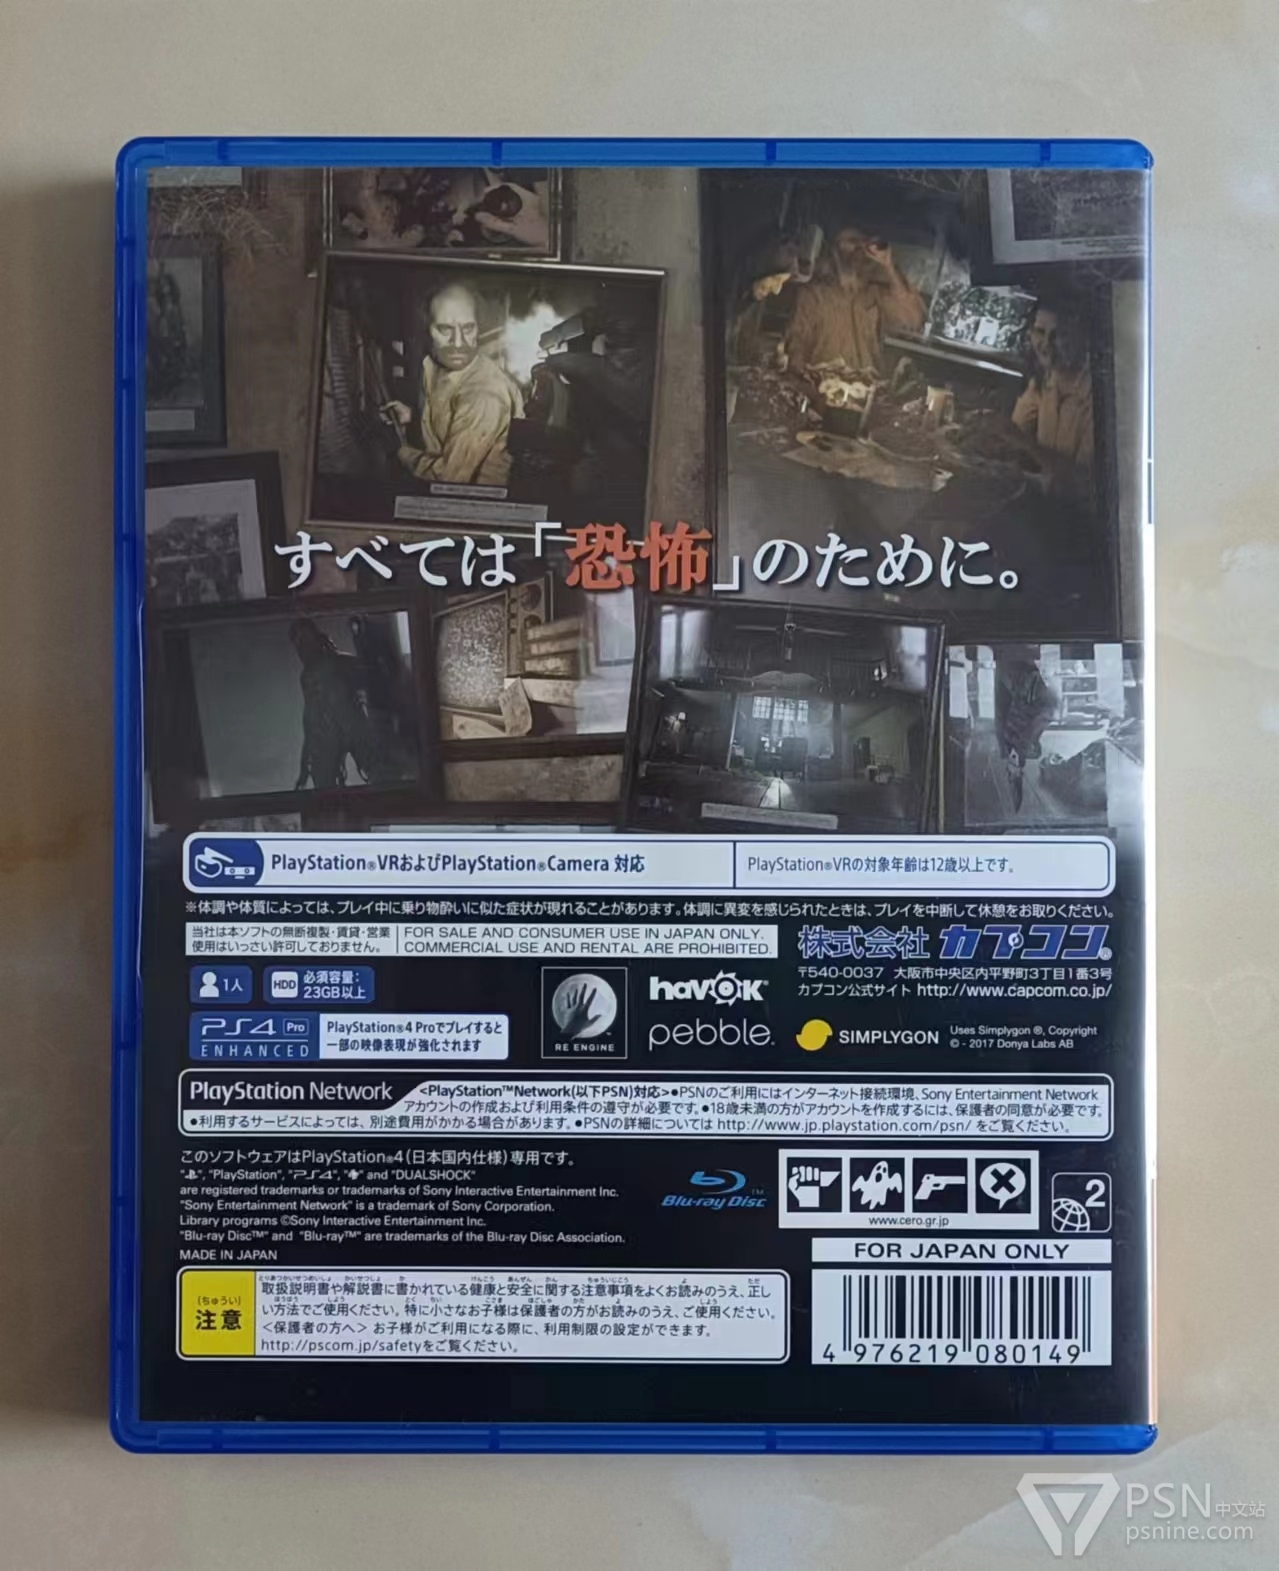 すべては「恐怖」のために。
PlayStation®VRおよびPlayStation®Camera 対応
PlayStation®VRの対象年齢は12歳以上です。
※体調や体質によっては、プレイ中に乗り物酔いに似た症状が現れることがあります。体調に異変を感じられたときは、プレイを中断して休憩をお取りください。
当社は本ソフトの無断複製・賃貸・営業
使用はいっさい許可しておりません。
FOR SALE AND CONSUMER USE IN JAPAN ONLY.
COMMERCIAL USE AND RENTAL ARE PROHIBITED.
株式会社 カプコン®
〒540-0037 大阪市中央区内平野町3丁目1番3号
カプコン公式サイト http://www.capcom.co.jp/
1人
HDD 必須容量:
23GB以上
PS4 Pro
ENHANCED
PlayStation®4 Proでプレイすると
一部の映像表現が強化されます
RE ENGINE
havok®
pebble.
SIMPLYGON
Uses Simplygon ®, Copyright
© - 2017 Donya Labs AB
PlayStation Network
<PlayStation™Network(以下PSN)対応>●PSNのご利用にはインターネット接続環境、Sony Entertainment Network
アカウントの作成および利用条件の遵守が必要です。●18歳未満の方がアカウントを作成するには、保護者の同意が必要です。
●利用するサービスによっては、別途費用がかかる場合があります。●PSNの詳細については http://www.jp.playstation.com/psn/ をご覧ください。
このソフトウェアはPlayStation®4(日本国内仕様)専用です。
"PlayStation", "PS4", and "DUALSHOCK"
are registered trademarks or trademarks of Sony Interactive Entertainment Inc.
"Sony Entertainment Network" is a trademark of Sony Corporation.
Library programs ©Sony Interactive Entertainment Inc.
"Blu-ray Disc™" and "Blu-ray™" are trademarks of the Blu-ray Disc Association.
MADE IN JAPAN
Blu-ray Disc™
www.cero.gr.jp
2
FOR JAPAN ONLY
(ちゅうい)
注意
取扱説明書や解説書に書かれている健康と安全に関する注意事項をよくお読みのうえ、正し
い方法でご使用ください。特に小さなお子様は保護者の方がお読みのうえ、ご使用ください。
<保護者の方へ> お子様がご利用になる際に、利用制限の設定ができます。
http://pscom.jp/safetyをご覧ください。
4 976219 080149
PSN中文站
psnine.com